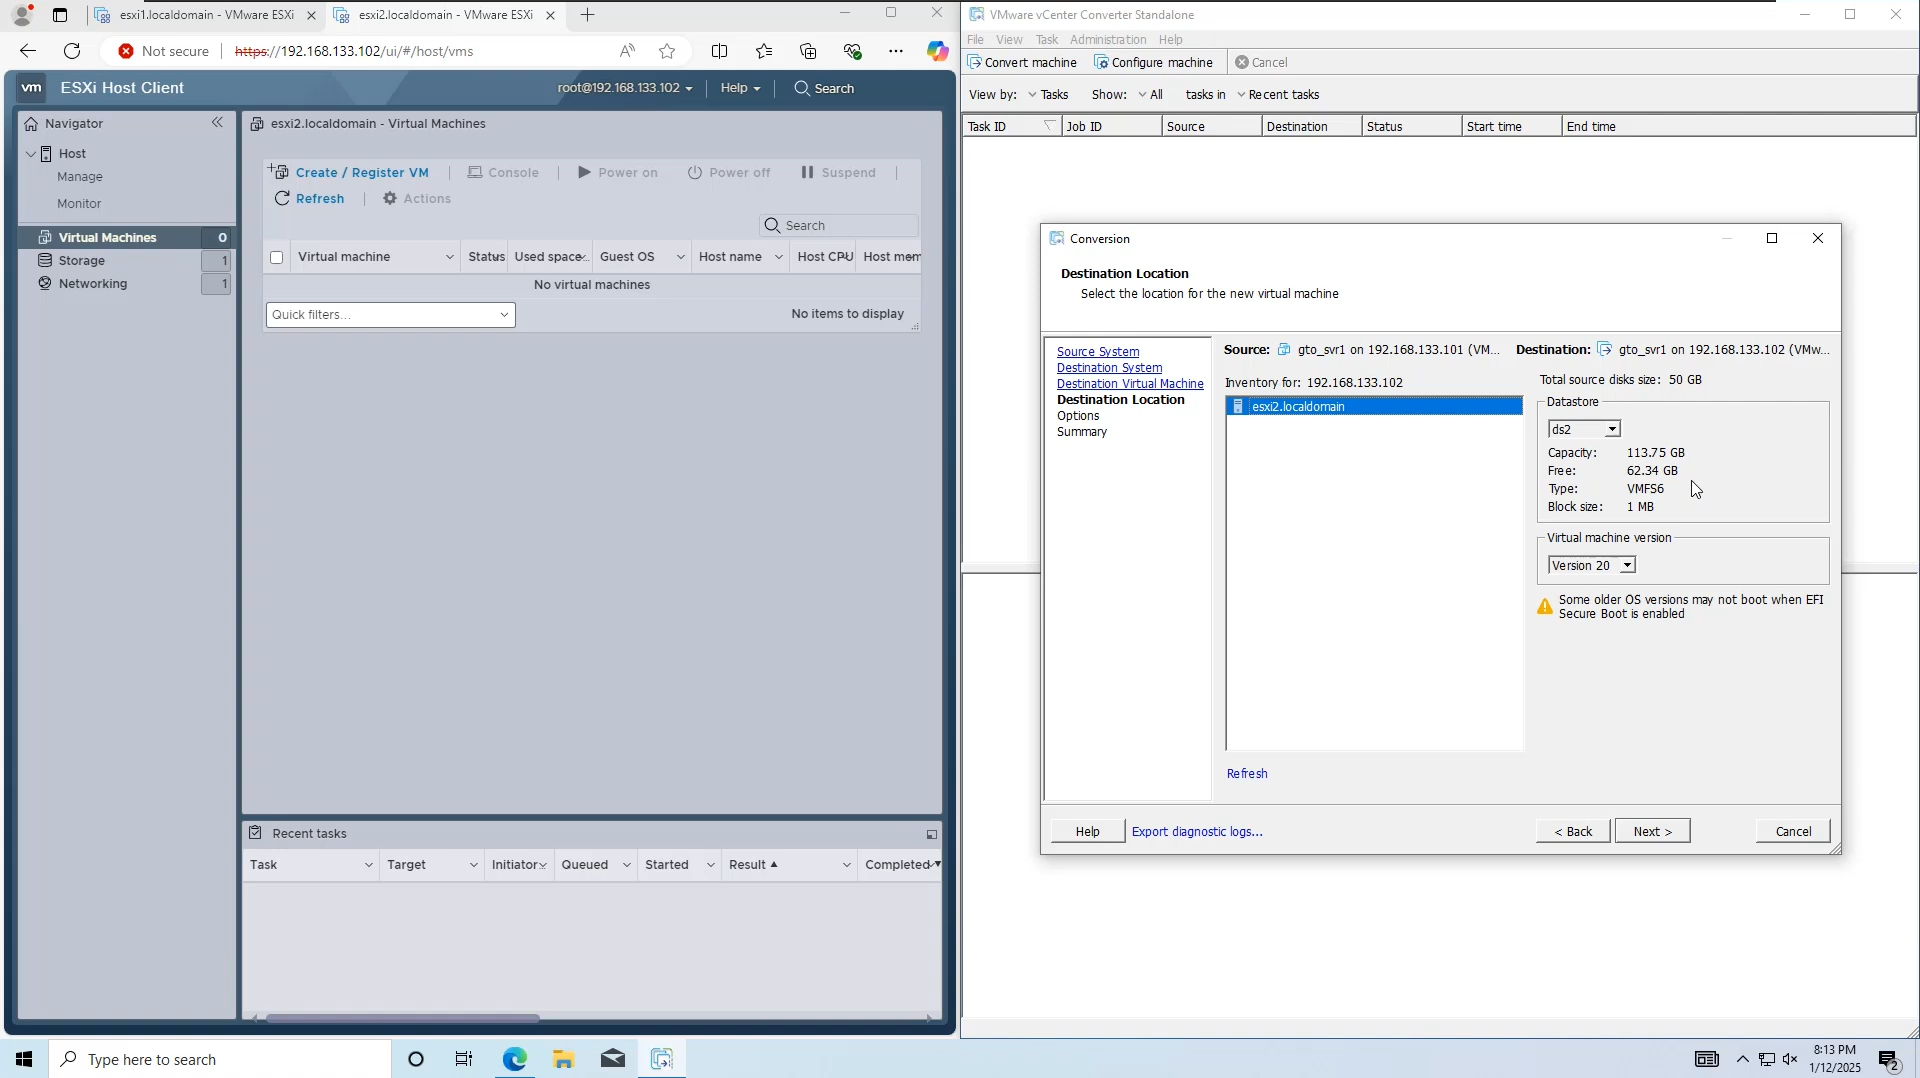 esxi1.localdomain - VMware ESXi
esxi2.localdomain - VMware ESXi
Not secure
https://192.168.133.102/ui/#/host/vms
vm
ESXi Host Client
root@192.168.133.102
Help
Search
Navigator
Host
Manage
Monitor
Virtual Machines 0
Storage 1
Networking 1
esxi2.localdomain - Virtual Machines
Create / Register VM
Console
Power on
Power off
Suspend
Refresh
Actions
Search
Virtual machine
Status
Used space...
Guest OS
Host name
Host CPU
Host mem
No virtual machines
Quick filters...
No items to display
Recent tasks
Task
Target
Initiator
Queued
Started
Result
Completed
VMware vCenter Converter Standalone
File View Task Administration Help
Convert machine
Configure machine
Cancel
View by: Tasks Show: All tasks in Recent tasks
Task ID
Job ID
Source
Destination
Status
Start time
End time
Conversion
Destination Location
Select the location for the new virtual machine
Source System
Destination System
Destination Virtual Machine
Destination Location
Options
Summary
Source: gto_svr1 on 192.168.133.101 (VM...
Destination: gto_svr1 on 192.168.133.102 (VMw...
Inventory for: 192.168.133.102
esxi2.localdomain
Total source disks size: 50 GB
Datastore
ds2
Capacity: 113.75 GB
Free: 62.34 GB
Type: VMFS6
Block size: 1 MB
Virtual machine version
Version 20
Some older OS versions may not boot when EFI
Secure Boot is enabled
Refresh
Help
Export diagnostic logs...
< Back
Next >
Cancel
Type here to search
8:13 PM
1/12/2025
2